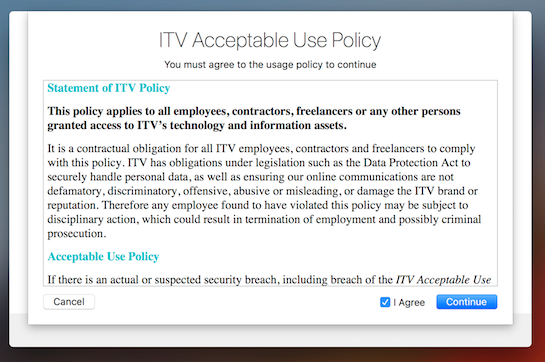 ITV Acceptable Use Policy
You must agree to the usage policy to continue
Statement of ITV Policy
This policy applies to all employees, contractors, freelancers or any other persons
granted access to ITV's technology and information assets.
It is a contractual obligation for all ITV employees, contractors and freelancers to comply
with this policy. ITV has obligations under legislation such as the Data Protection Act to
securely handle personal data, as well as ensuring our online communications are not
defamatory, discriminatory, offensive, abusive or misleading, or damage the ITV brand or
reputation. Therefore any employee found to have violated this policy may be subject to
disciplinary action, which could result in termination of employment and possibly criminal
prosecution.
Acceptable Use Policy
If there is an actual or suspected security breach, including breach of the ITV Acceptable Use
Cancel
I Agree
Continue